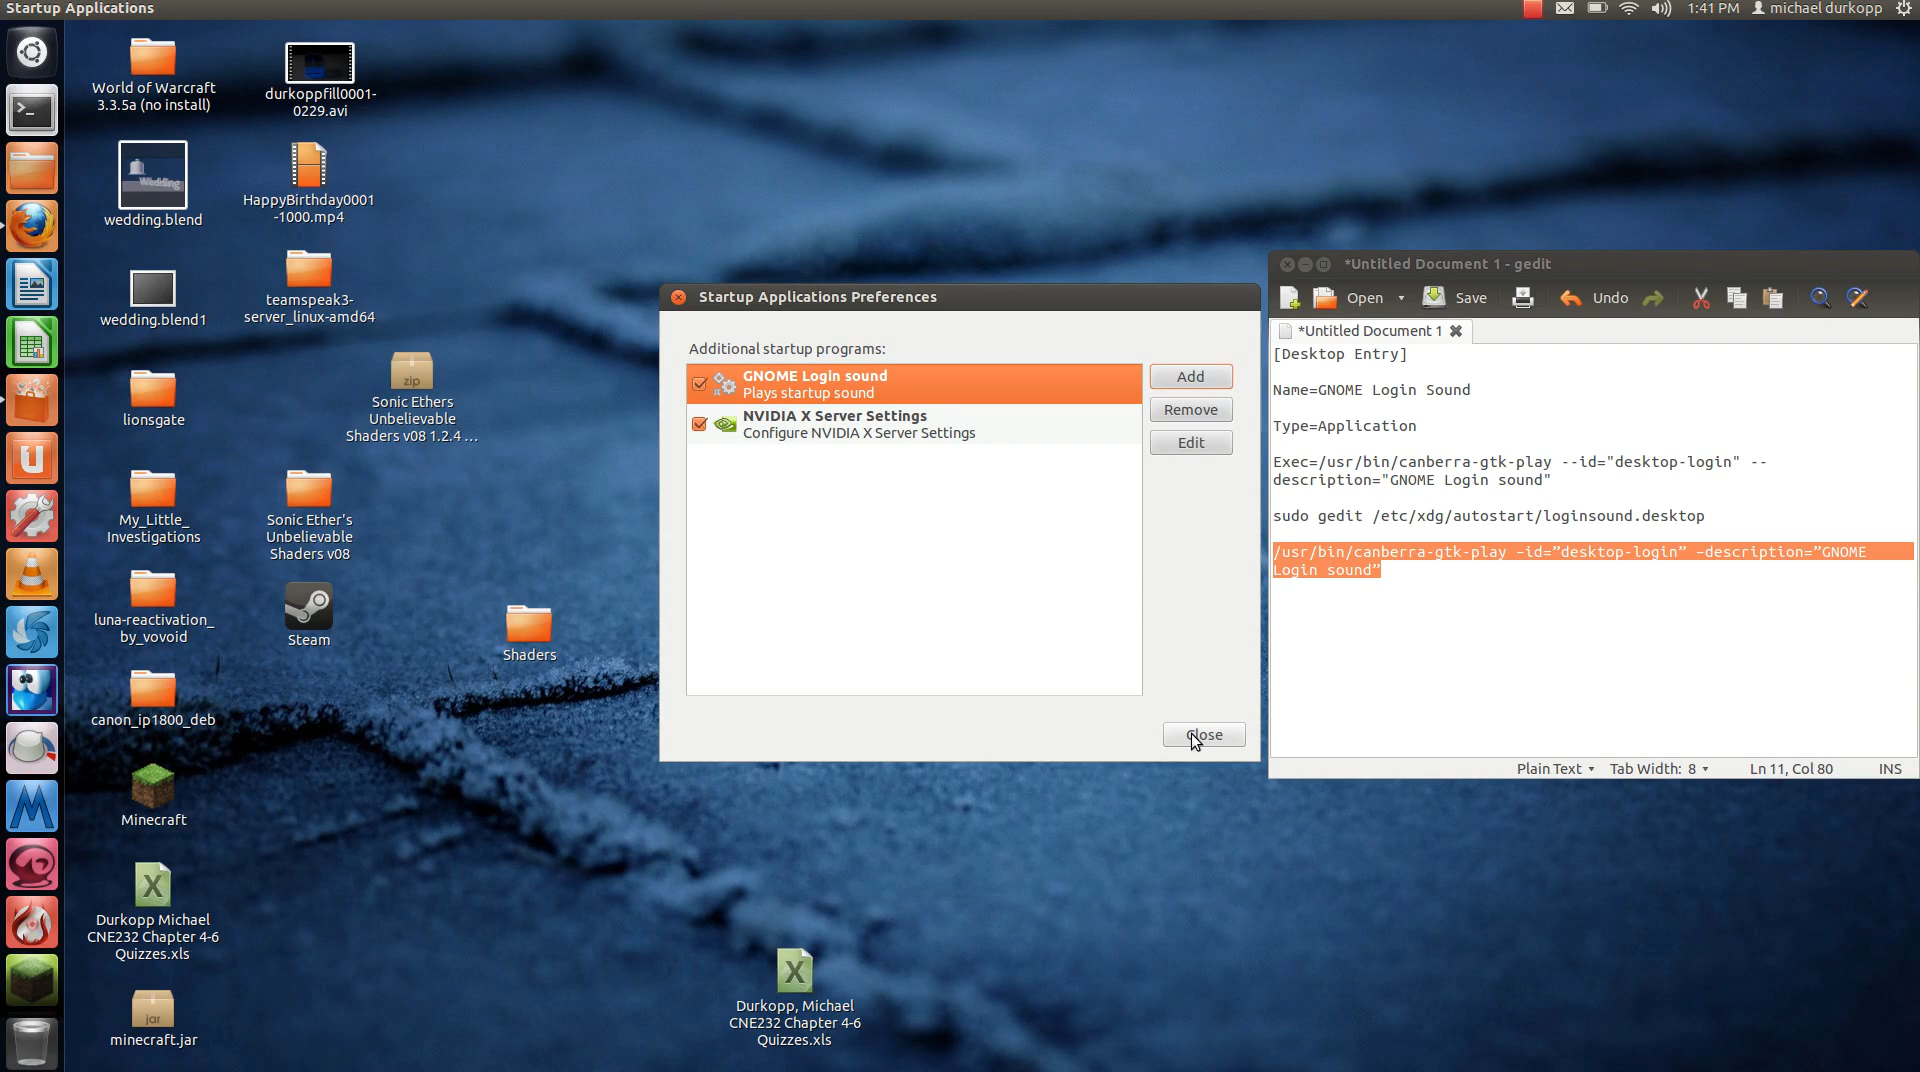 Startup Applications
1:41 PM
michael durkopp
World of Warcraft
3.3.5a (no install)
durkoppfill0001-
0229.avi
Wedding
wedding.blend
HappyBirthday0001
-1000.mp4
wedding.blend1
teamspeak3-
server_linux-amd64
lionsgate
zip
Sonic Ethers
Unbelievable
Shaders v08 1.2.4 ...
My_Little_
Investigations
Sonic Ether's
Unbelievable
Shaders v08
luna-reactivation_
by_vovoid
Steam
Shaders
canon_ip1800_deb
Minecraft
Durkopp Michael
CNE232 Chapter 4-6
Quizzes.xls
jar
minecraft.jar
Durkopp, Michael
CNE232 Chapter 4-6
Quizzes.xls
Startup Applications Preferences
Additional startup programs:
GNOME Login sound
Plays startup sound
NVIDIA X Server Settings
Configure NVIDIA X Server Settings
Add
Remove
Edit
Close
*Untitled Document 1 - gedit
Open
Save
Undo
*Untitled Document 1
[Desktop Entry]
Name=GNOME Login Sound
Type=Application
Exec=/usr/bin/canberra-gtk-play --id="desktop-login" --
description="GNOME Login sound"
sudo gedit /etc/xdg/autostart/loginsound.desktop
/usr/bin/canberra-gtk-play –id=”desktop-login” –description=”GNOME
Login sound”
Plain Text
Tab Width: 8
Ln 11, Col 80
INS